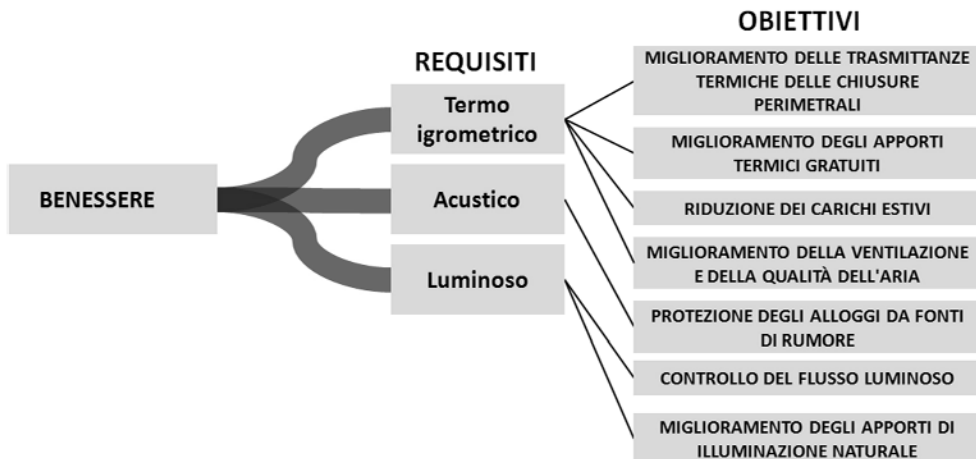 OBIETTIVI
REQUISITI
BENESSERE
Termo
igrometrico
Acustico
Luminoso
MIGLIORAMENTO DELLE TRASMITTANZE
TERMICHE DELLE CHIUSURE
PERIMETRALI
MIGLIORAMENTO DEGLI APPORTI
TERMICI GRATUITI
RIDUZIONE DEI CARICHI ESTIVI
MIGLIORAMENTO DELLA VENTILAZIONE
E DELLA QUALITÀ DELL'ARIA
PROTEZIONE DEGLI ALLOGGI DA FONTI
DI RUMORE
CONTROLLO DEL FLUSSO LUMINOSO
MIGLIORAMENTO DEGLI APPORTI DI
ILLUMINAZIONE NATURALE